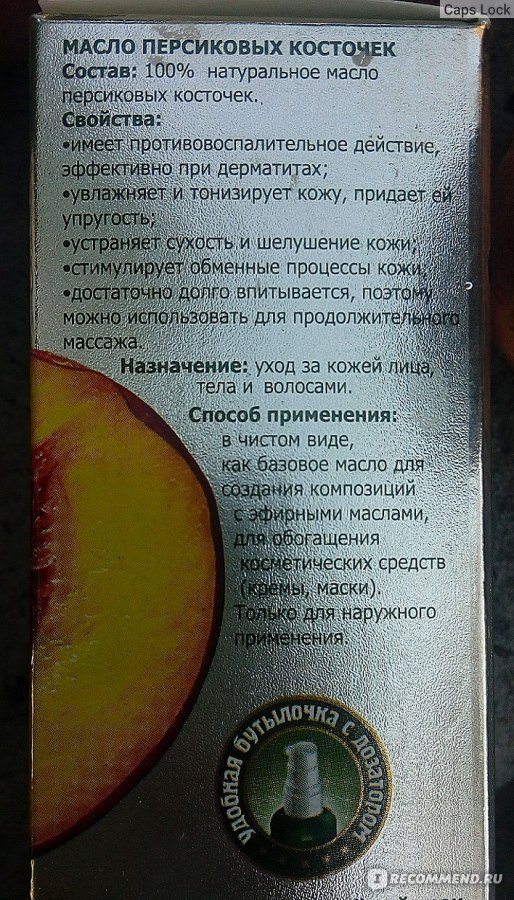 Caps Lock
МАСЛО ПЕРСИКОВЫХ КОСТОЧЕК
Состав: 100% натуральное масло
персиковых косточек.
Свойства:
•имеет противовоспалительное действие,
эффективно при дерматитах;
•увлажняет и тонизирует кожу, придает ей
упругость;
•устраняет сухость и шелушение кожи;
•стимулирует обменные процессы кожи;
•достаточно долго впитывается, поэтому
можно использовать для продолжительного
массажа.
Назначение: уход за кожей лица,
тела и волосами.
Способ применения:
в чистом виде,
как базовое масло для
создания композиций
с эфирными маслами,
для обогащения
косметических средств
(кремы, маски).
Только для наружного
применения.
удобная бутылочка с дозатором
IRECOMMEND.RU